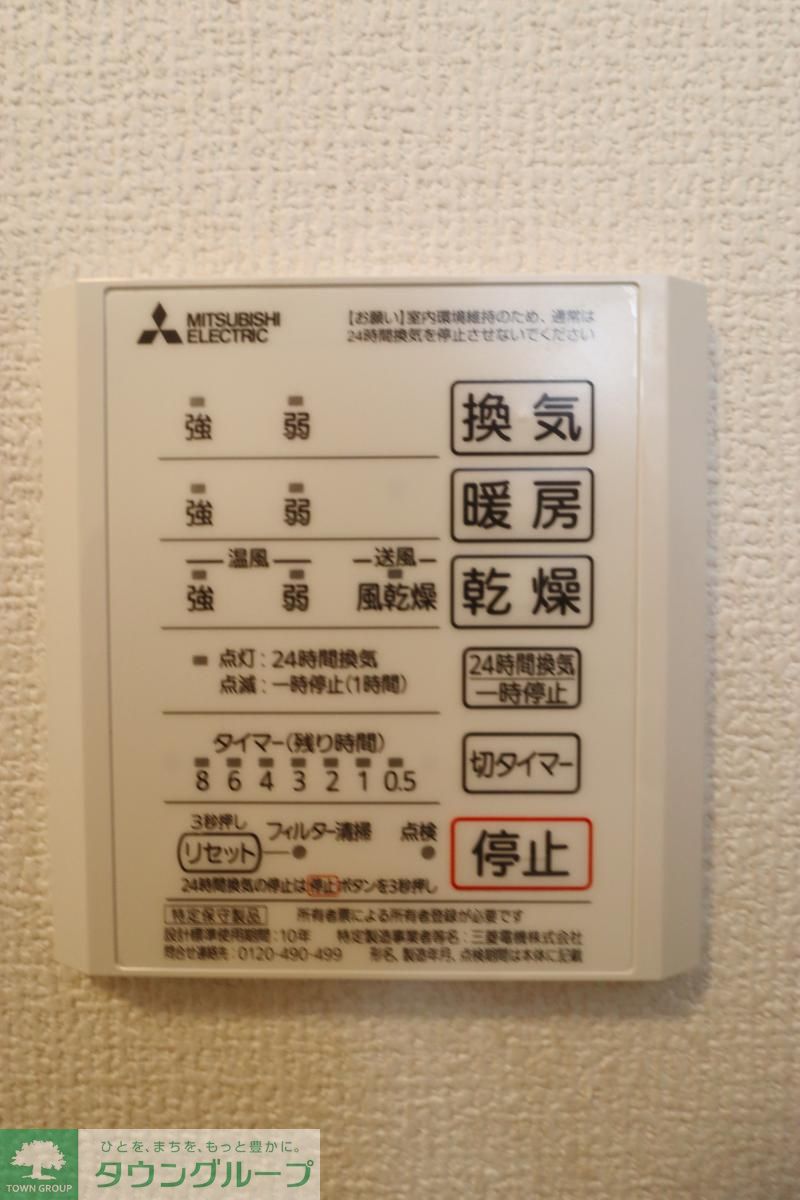 MITSUBISHI
ELECTRIC
【お願い】室内環境維持のため、通常は
24時間換気を停止させないでください
強 弱 換気
強 弱 暖房
温風 送風
強 弱 風乾燥 乾燥
点灯:24時間換気
点滅:一時停止(1時間)
24時間換気
一時停止
タイマー(残り時間)
8 6 4 3 2 1 0.5
切タイマー
3秒押し
リセット フィルター清掃 点検
停止
24時間換気の停止は停止ボタンを3秒押し
特定保守製品 所有者票による所有者登録が必要です
設計標準使用期間:10年 特定製造事業者等名:三菱電機株式会社
問合せ連絡先:0120-490-499 形名、製造年月、点検期間は本体に記載
TOWN GROUP
ひとを、まちを、もっと豊かに。
タウングループ